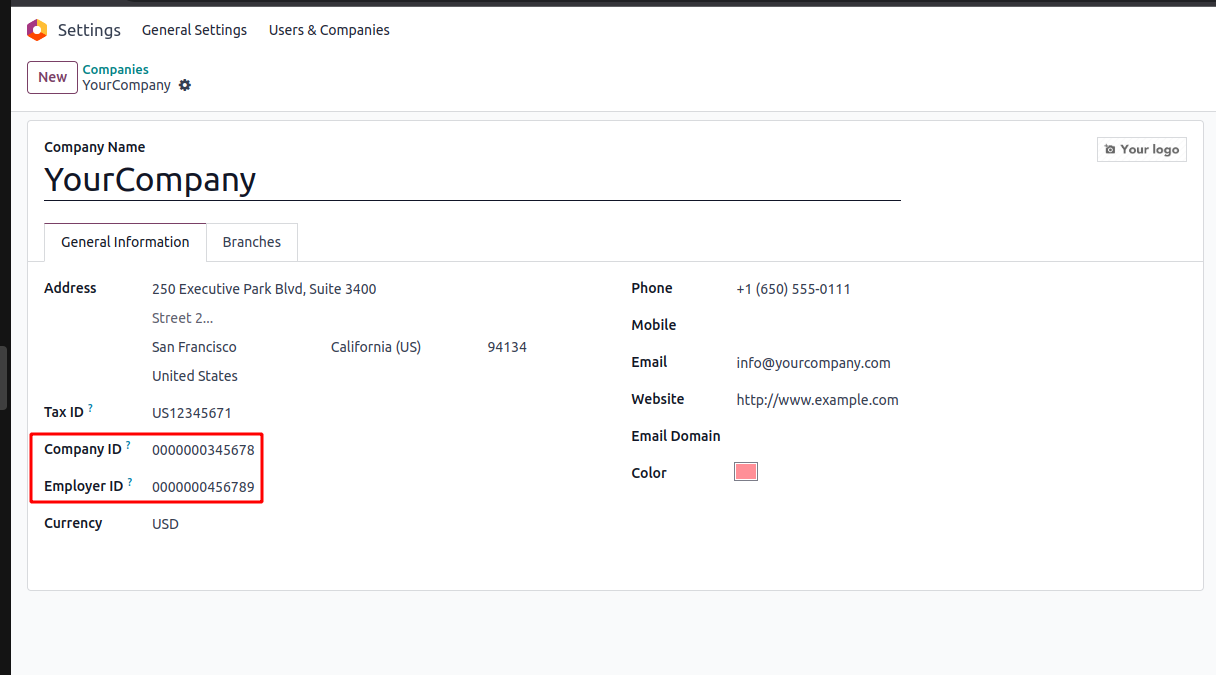 Settings General Settings Users & Companies
New
Companies
YourCompany
Company Name
YourCompany
Your logo
General Information Branches
Address 250 Executive Park Blvd, Suite 3400
Street 2...
San Francisco California (US) 94134
United States
Tax ID ? US12345671
Company ID ? 0000000345678
Employer ID ? 0000000456789
Currency USD
Phone +1 (650) 555-0111
Mobile
Email info@yourcompany.com
Website http://www.example.com
Email Domain
Color